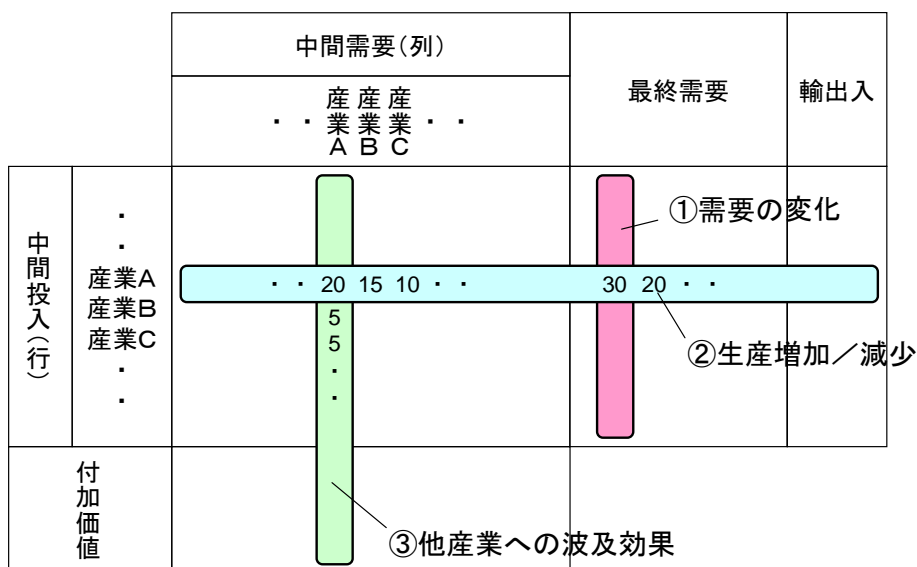 中間需要(列)
最終需要
輸出入
・・産業A 産業B 産業C・・
①需要の変化
中間投入(行)
・
・
産業A
産業B
産業C
・
・
・・ 20 15 10 ・・ 30 20 ・・
5
5
・
・
②生産増加/減少
付加価値
③他産業への波及効果